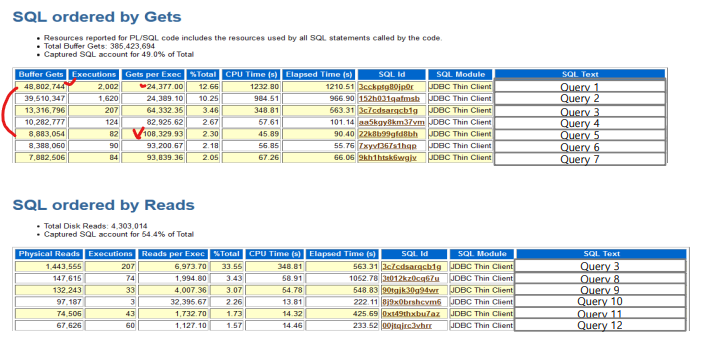 SQL ordered by Gets
Resources reported for PL/SQL code includes the resources used by all SQL statements called by the code.
Total Buffer Gets: 385,423,694
Captured SQL account for 49.0% of Total
Buffer Gets Executions Gets per Exec %Total CPU Time (s) Elapsed Time (s) SQL Id SQL Module SQL Text
48,802,744 2,002 24,377.00 12.66 1232.80 1210.51 3cckptg80jp0r JDBC Thin Client Query 1
39,510,347 1,620 24,389.10 10.25 984.51 966.90 152h031qafmsb JDBC Thin Client Query 2
13,316,796 207 64,332.35 3.46 348.81 563.31 3c7cdsarqcb1g JDBC Thin Client Query 3
10,282,777 124 82,925.62 2.67 57.61 101.14 aa5kgy8km37vm JDBC Thin Client Query 4
8,883,054 82 108,329.93 2.30 45.89 90.40 22k8b99gfd8bh JDBC Thin Client Query 5
8,388,060 90 93,200.67 2.18 56.85 55.76 7xyvf367s1hqp JDBC Thin Client Query 6
7,882,506 84 93,839.36 2.05 67.26 66.06 9kh1htsk6wgjv JDBC Thin Client Query 7
SQL ordered by Reads
Total Disk Reads: 4,303,014
Captured SQL account for 54.4% of Total
Physical Reads Executions Reads per Exec %Total CPU Time (s) Elapsed Time (s) SQL Id SQL Module SQL Text
1,443,555 207 6,973.70 33.55 348.81 563.31 3c7cdsarqcb1g JDBC Thin Client Query 3
147,615 74 1,994.80 3.43 58.91 1052.78 3t012kz0cq67u JDBC Thin Client Query 8
132,243 33 4,007.36 3.07 54.78 548.83 90tgjk30g94wr JDBC Thin Client Query 9
97,187 3 32,395.67 2.26 13.81 222.11 8j9x0brshcvm6 JDBC Thin Client Query 10
74,506 43 1,732.70 1.73 14.32 425.69 0xt49thxbu7az JDBC Thin Client Query 11
67,626 60 1,127.10 1.57 14.46 233.52 00jtqjrc3vhrr JDBC Thin Client Query 12